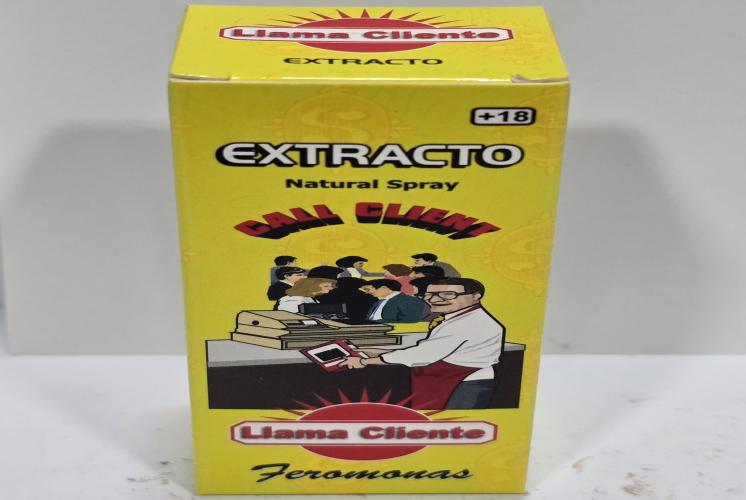 Llama Cliente
EXTRACTO
+18
EXTRACTO
Natural Spray
CALL CLIENT
Llama Cliente
Feromonas